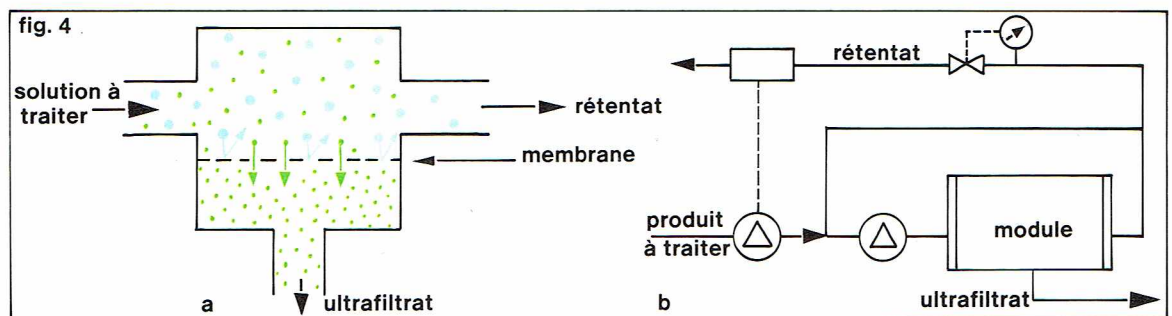 fig. 4
solution à
traiter
rétentat
membrane
ultrafiltrat
a
rétentat
produit
à traiter
module
ultrafiltrat
b